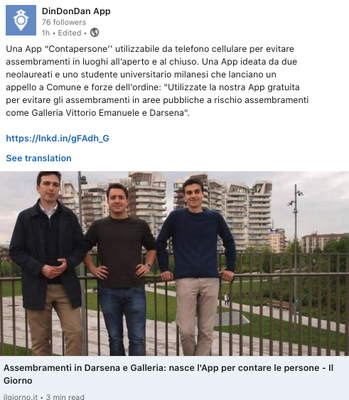 DinDonDan App
76 followers
1h • Edited •
Una App “Contapersone’’ utilizzabile da telefono cellulare per evitare
assembramenti in luoghi all’aperto e al chiuso. Una App ideata da due
neolaureati e uno studente universitario milanesi che lanciano un
appello a Comune e forze dell'ordine: "Utilizzate la nostra App gratuita
per evitare gli assembramenti in aree pubbliche a rischio assembramenti
come Galleria Vittorio Emanuele e Darsena".
https://lnkd.in/gFAdh_G
See translation
Assembramenti in Darsena e Galleria: nasce l'App per contare le persone - Il
Giorno
ilgiorno.it • 3 min read